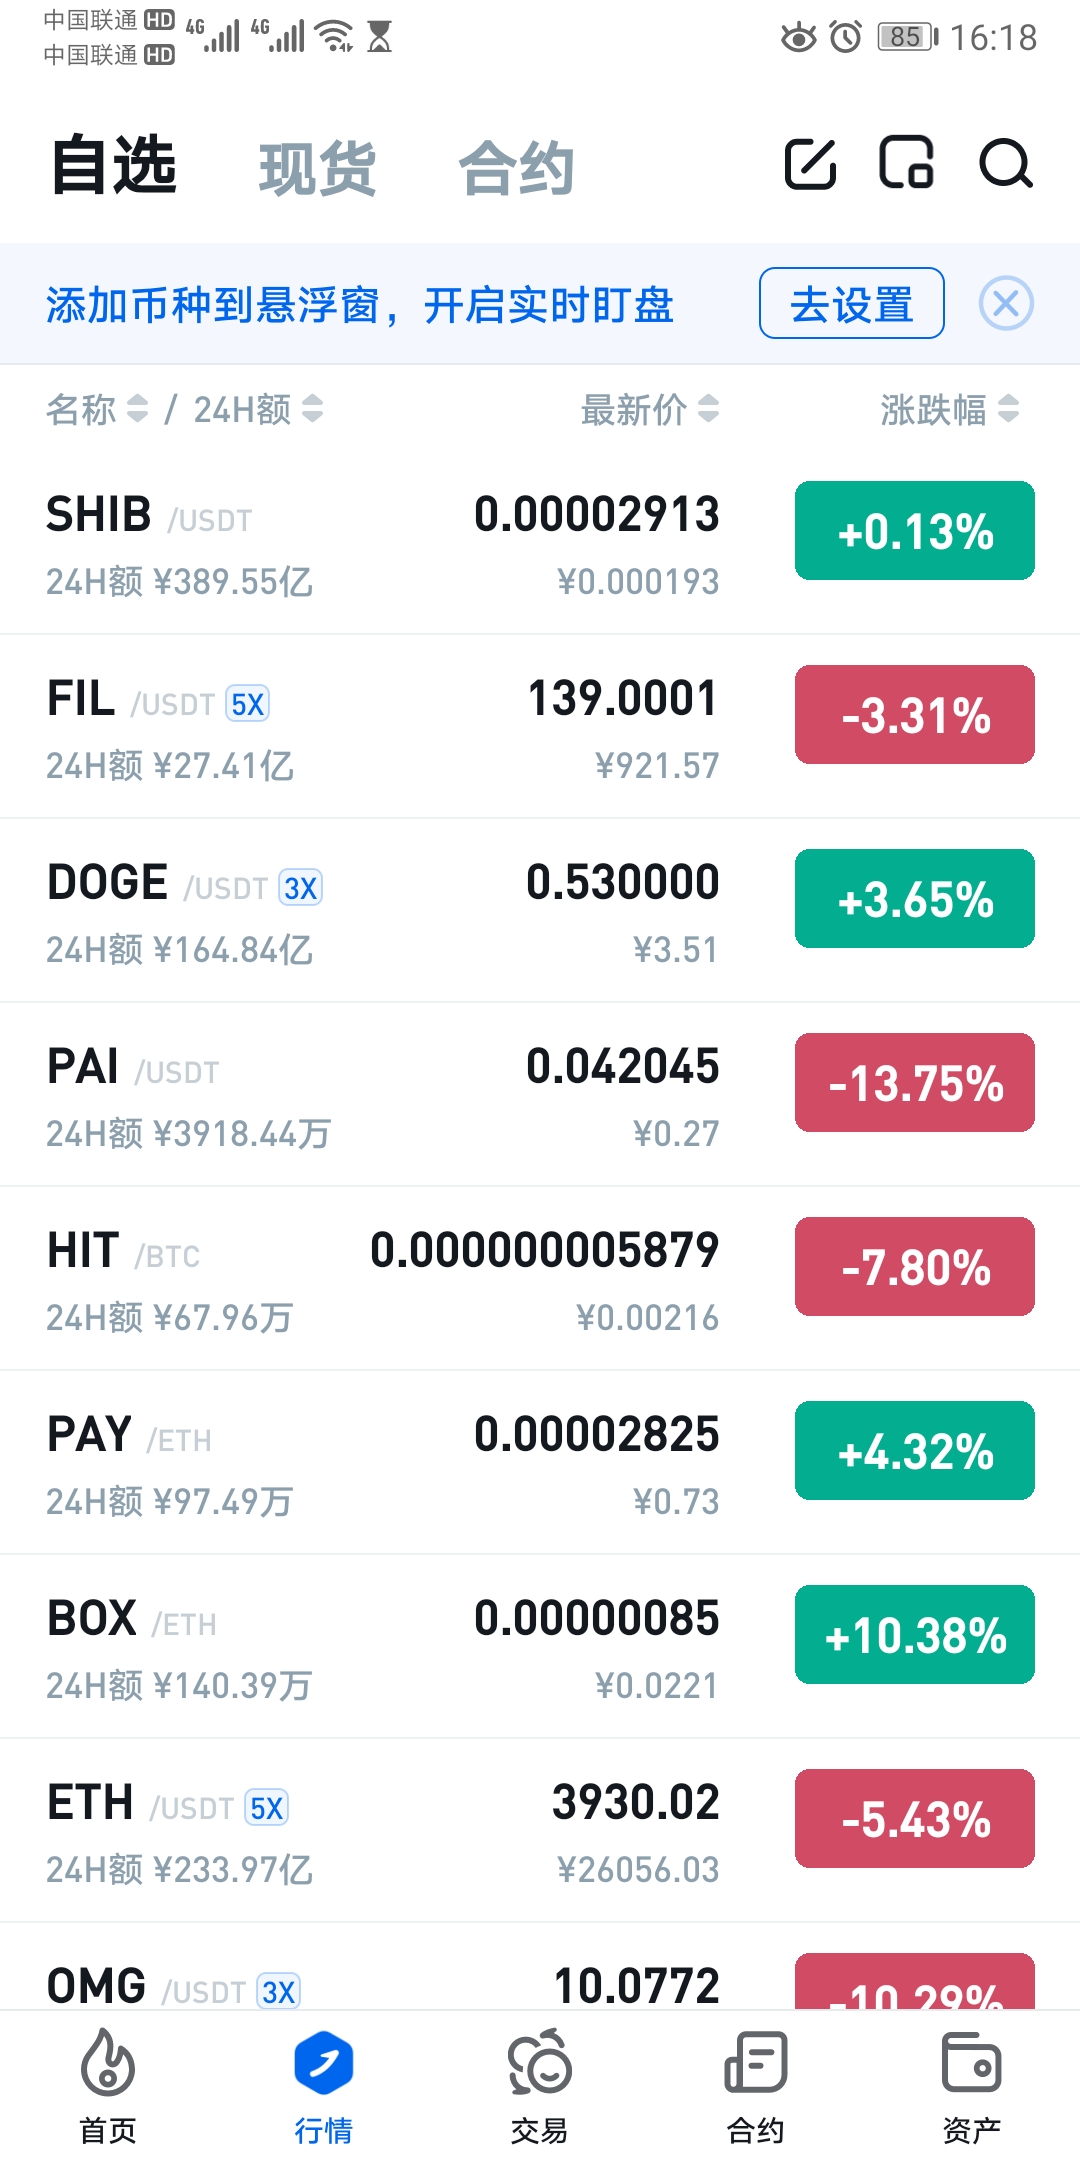 中国联通 HD 4G 4G 85 16:18
中国联通 HD
自选 现货 合约
添加币种到悬浮窗，开启实时盯盘 去设置
名称 / 24H额 最新价 涨跌幅
SHIB /USDT 0.00002913 +0.13%
24H额 ¥389.55亿 ¥0.000193
FIL /USDT 5X 139.0001 -3.31%
24H额 ¥27.41亿 ¥921.57
DOGE /USDT 3X 0.530000 +3.65%
24H额 ¥164.84亿 ¥3.51
PAI /USDT 0.042045 -13.75%
24H额 ¥3918.44万 ¥0.27
HIT /BTC 0.000000005879 -7.80%
24H额 ¥67.96万 ¥0.00216
PAY /ETH 0.00002825 +4.32%
24H额 ¥97.49万 ¥0.73
BOX /ETH 0.00000085 +10.38%
24H额 ¥140.39万 ¥0.0221
ETH /USDT 5X 3930.02 -5.43%
24H额 ¥233.97亿 ¥26056.03
OMG /USDT 3X 10.0772 -10.29%
首页 行情 交易 合约 资产